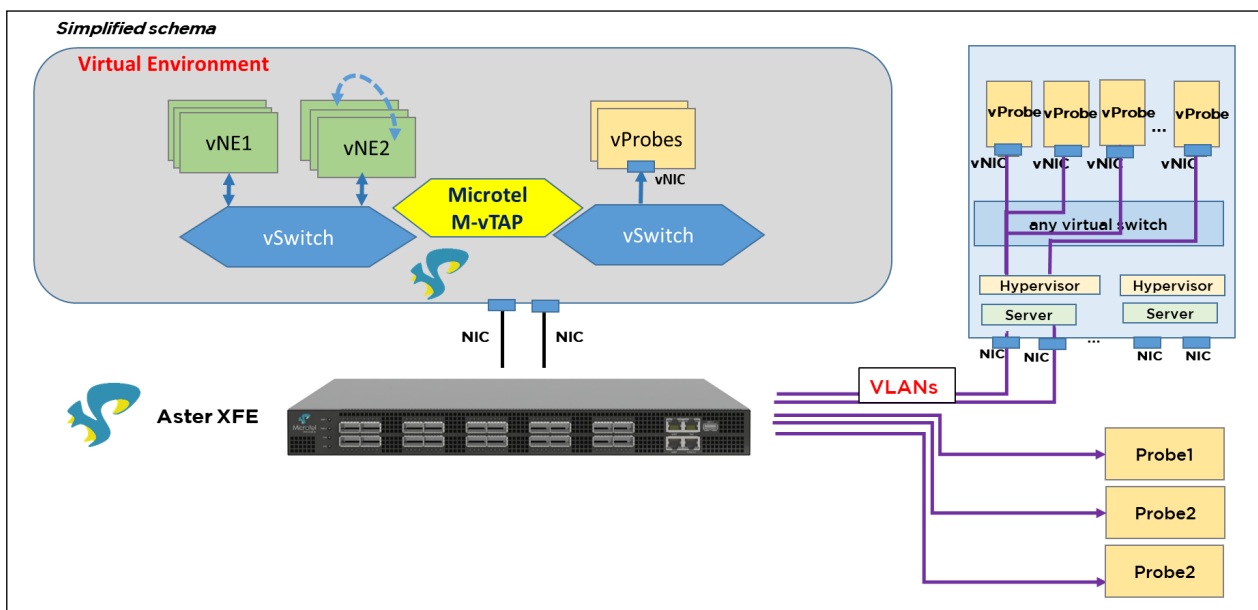 Simplified schema
Virtual Environment
vNE1
vNE2
vProbes
vNIC
Microtel
M-vTAP
vSwitch
vSwitch
NIC
NIC
Aster XFE
Microtel
VLANs
vProbe
vProbe
vProbe
...
vProbe
vNIC
vNIC
vNIC
vNIC
any virtual switch
Hypervisor
Hypervisor
Server
Server
NIC
NIC
...
NIC
NIC
Probe1
Probe2
Probe2